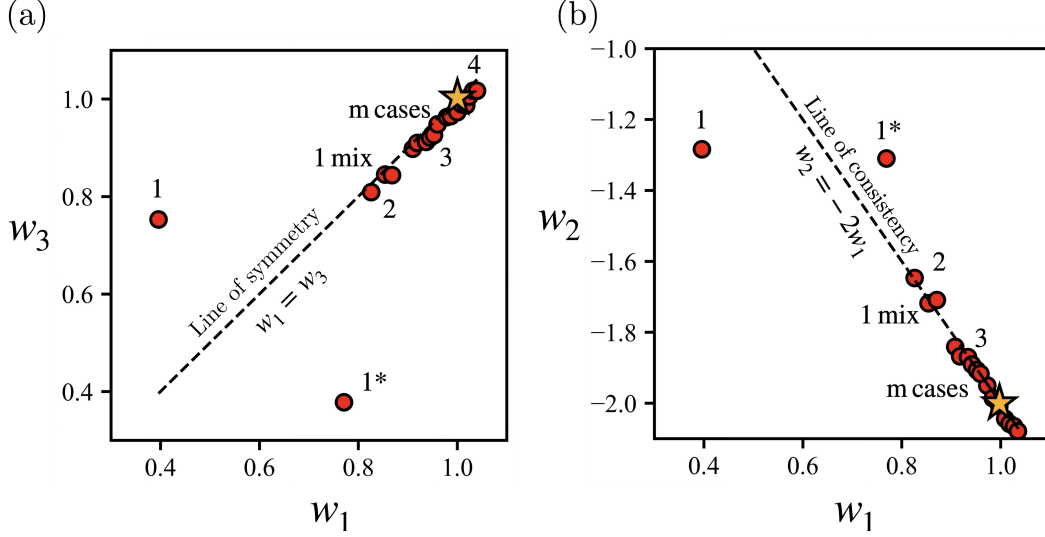 (a)
4
1.0
m cases
3
1 mix
0.8
2
1
w₃
Line of symmetry
w₁ = w₃
0.6
0.4
1*
0.4
0.6
0.8
1.0
w₁
(b)
−1.0
−1.2
1
1*
Line of consistency
w₂ = − 2w₁
−1.4
w₂
−1.6
2
1 mix
−1.8
3
m cases
−2.0
0.4
0.6
0.8
1.0
w₁